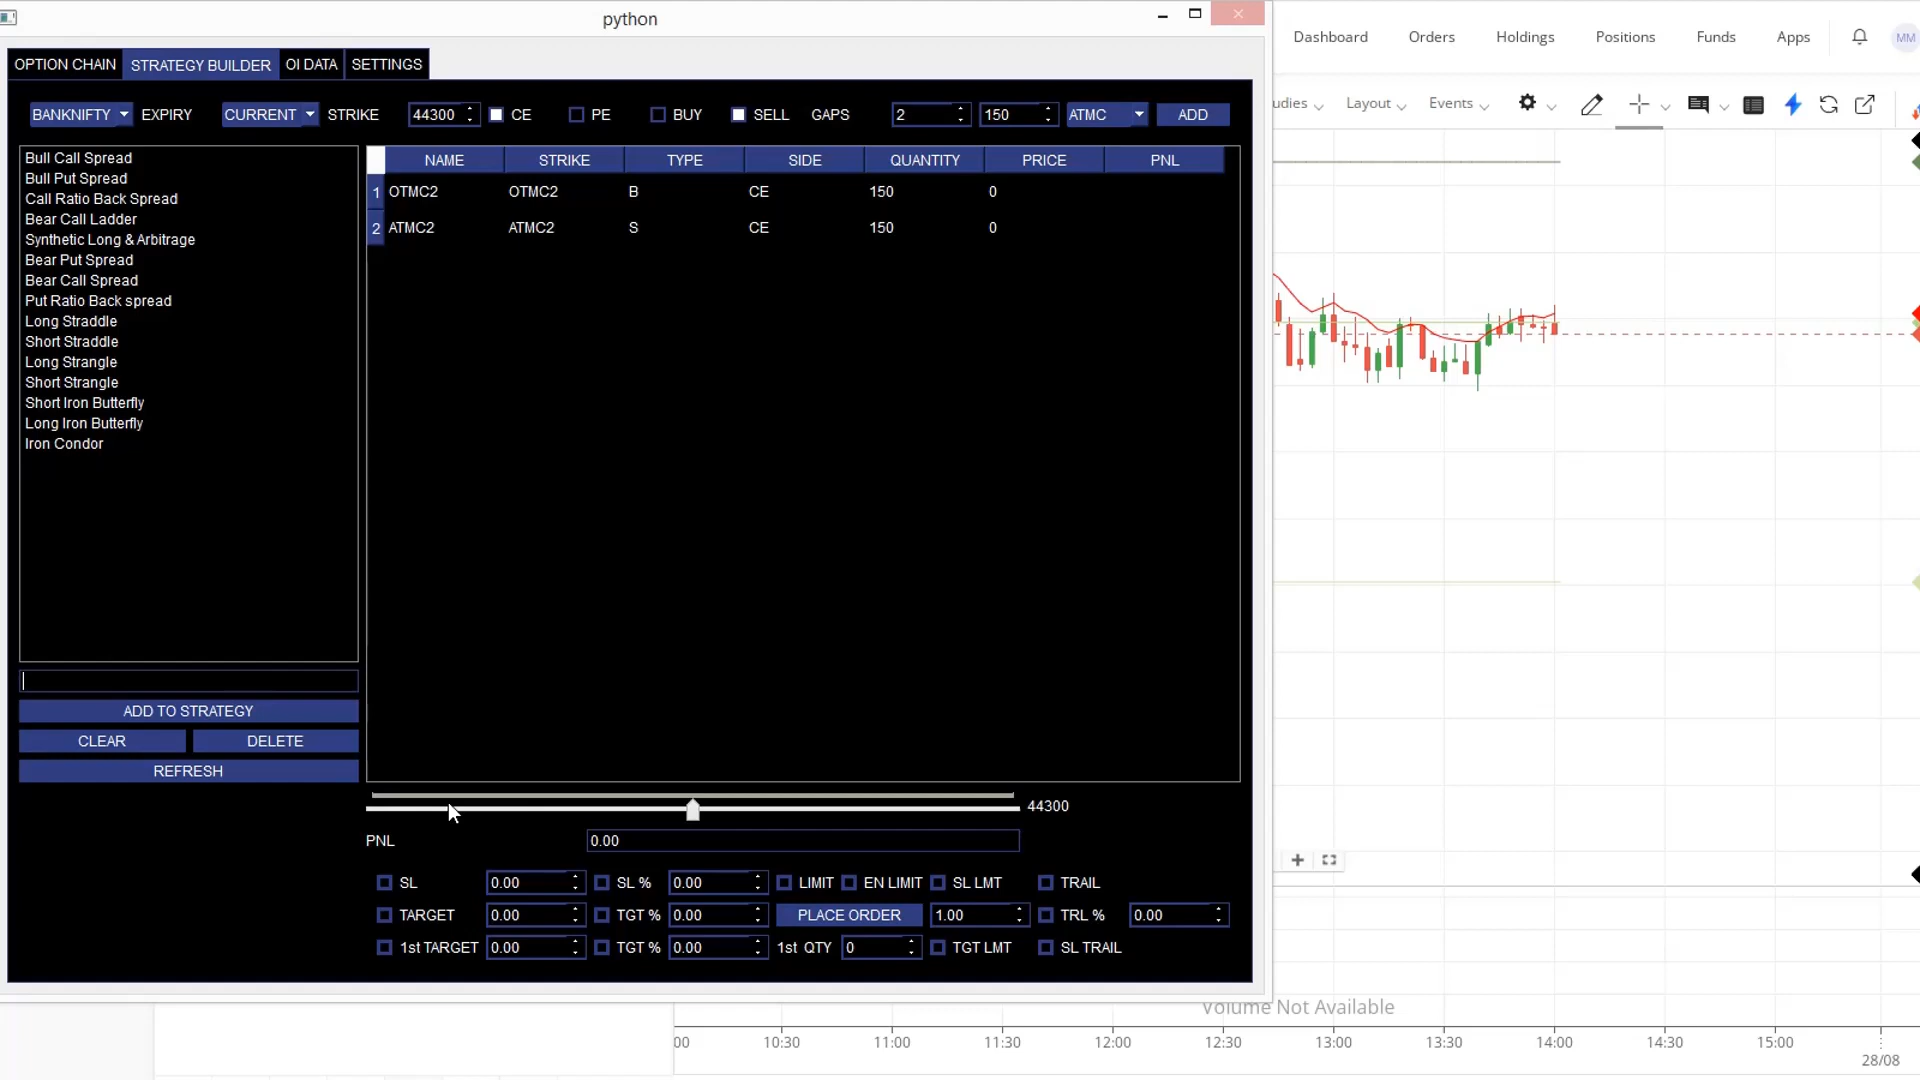 python
Dashboard Orders Holdings Positions Funds Apps MM
OPTION CHAIN STRATEGY BUILDER OI DATA SETTINGS
udies Layout Events
BANKNIFTY EXPIRY CURRENT STRIKE 44300 CE PE BUY SELL GAPS 2 150 ATMC ADD
NAME STRIKE TYPE SIDE QUANTITY PRICE PNL
1 OTMC2 OTMC2 B CE 150 0
2 ATMC2 ATMC2 S CE 150 0
Bull Call Spread
Bull Put Spread
Call Ratio Back Spread
Bear Call Ladder
Synthetic Long & Arbitrage
Bear Put Spread
Bear Call Spread
Put Ratio Back spread
Long Straddle
Short Straddle
Long Strangle
Short Strangle
Short Iron Butterfly
Long Iron Butterfly
Iron Condor
ADD TO STRATEGY
CLEAR DELETE
REFRESH
44300
PNL 0.00
SL 0.00 SL % 0.00 LIMIT EN LIMIT SL LMT TRAIL
TARGET 0.00 TGT % 0.00 PLACE ORDER 1.00 TRL % 0.00
1st TARGET 0.00 TGT % 0.00 1st QTY 0 TGT LMT SL TRAIL
Volume Not Available
00 10:30 11:00 11:30 12:00 12:30 13:00 13:30 14:00 14:30 15:00
28/08